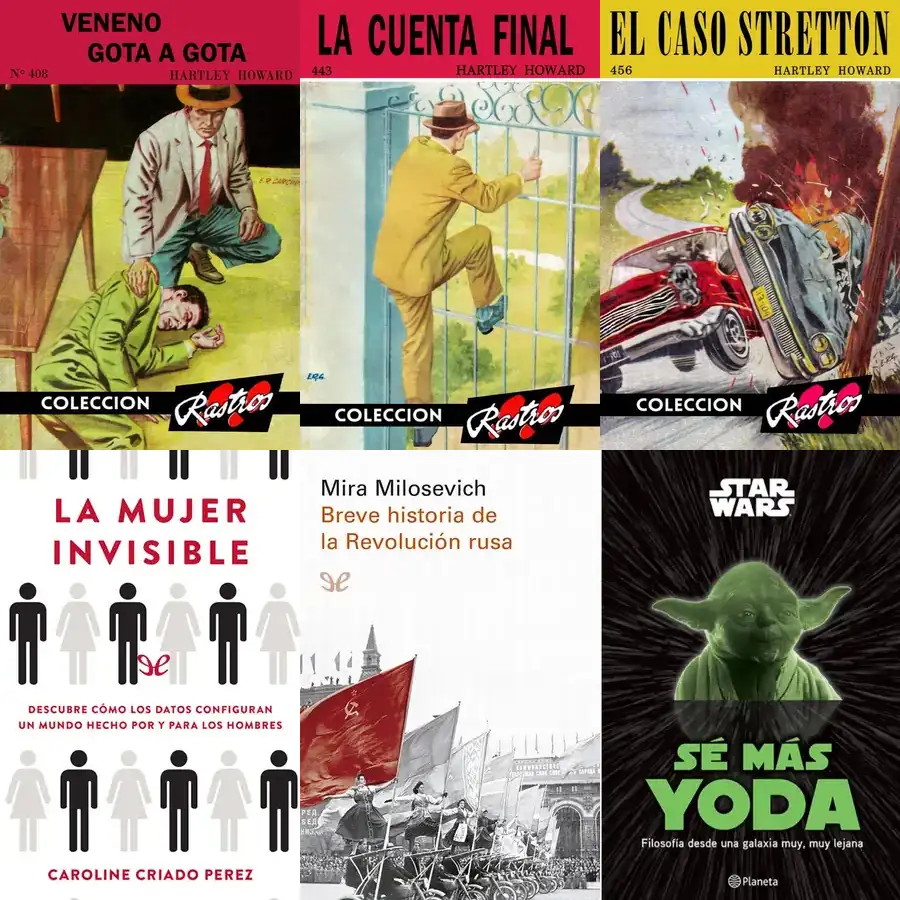 VENENO
GOTA A GOTA
Nº 408
HARTLEY HOWARD
COLECCION
Rastros
LA CUENTA FINAL
443
HARTLEY HOWARD
COLECCION
Rastros
EL CASO STRETTON
456
HARTLEY HOWARD
COLECCION
Rastros
LA MUJER
INVISIBLE
DESCUBRE CÓMO LOS DATOS CONFIGURAN
UN MUNDO HECHO POR Y PARA LOS HOMBRES
CAROLINE CRIADO PEREZ
Mira Milosevich
Breve historia de
la Revolución rusa
STAR
WARS
SÉ MÁS
YODA
Filosofía desde una galaxia muy, muy lejana
Planeta